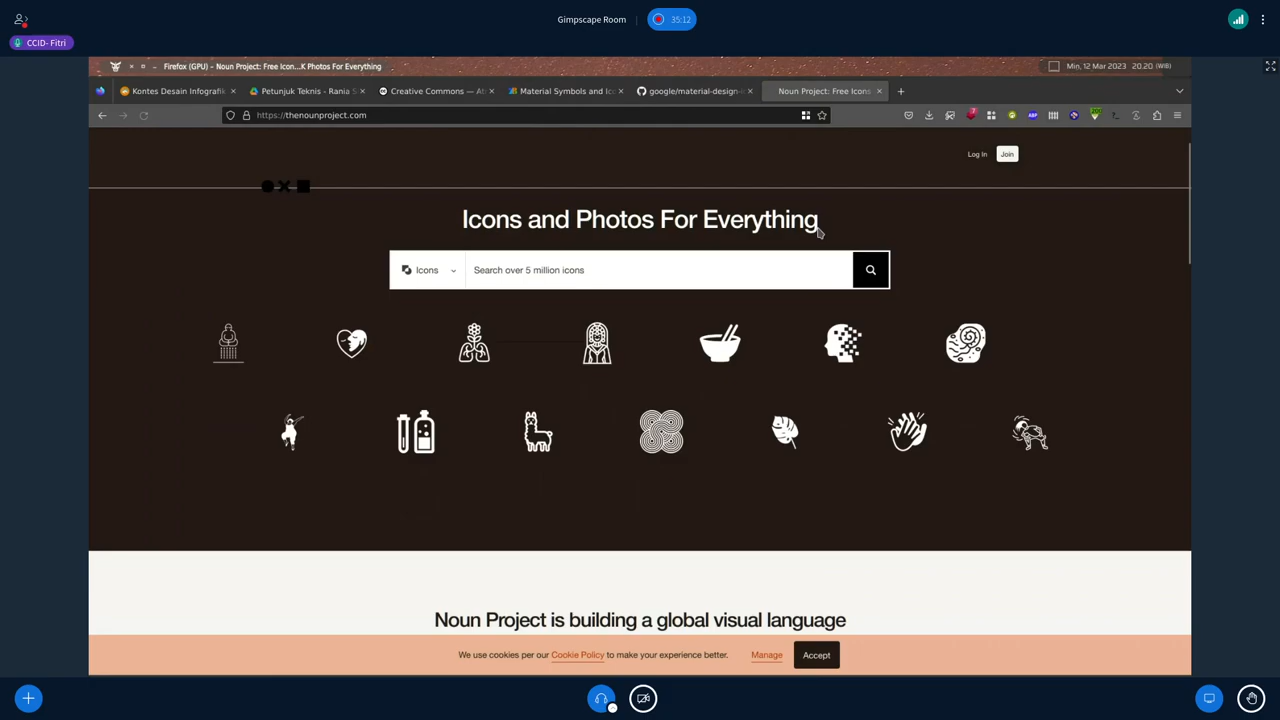 Gimpscape Room
35:12
CCID- Fitri
Firefox (GPU) – Noun Project: Free Icon...K Photos For Everything
Min, 12 Mar 2023 20.20 (WIB)
Kontes Desain Infografik
Petunjuk Teknis - Rania S
Creative Commons — At
Material Symbols and Ic
google/material-design-i
Noun Project: Free Icons
https://thenounproject.com
200
Log In
Join
Icons and Photos For Everything
Icons
Search over 5 million icons
Noun Project is building a global visual language
We use cookies per our Cookie Policy to make your experience better.
Manage
Accept